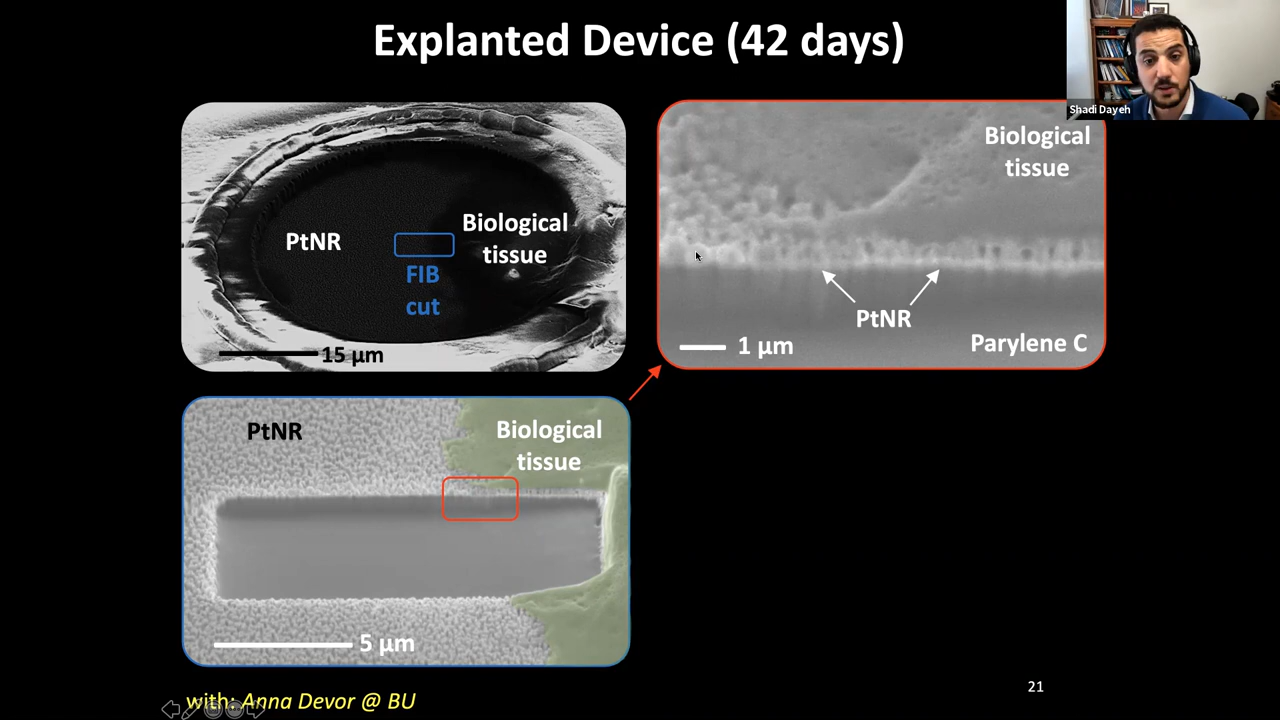 Explanted Device (42 days)
Shadi Dayeh
PtNR
Biological
tissue
FIB
cut
15 µm
Biological
tissue
PtNR
1 µm
Parylene C
PtNR
Biological
tissue
5 µm
with: Anna Devor @ BU
21